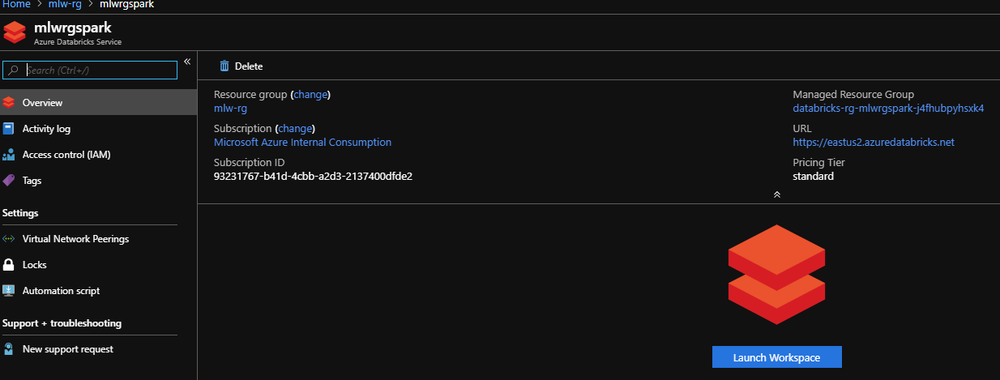 Home > mlw-rg > mlwrgspark
mlwrgspark
Azure Databricks Service
Search (Ctrl+/)
«
Overview
Activity log
Access control (IAM)
Tags
Settings
Virtual Network Peerings
Locks
Automation script
Support + troubleshooting
New support request
Delete
Resource group (change)
mlw-rg
Subscription (change)
Microsoft Azure Internal Consumption
Subscription ID
93231767-b41d-4cbb-a2d3-2137400dfde2
Managed Resource Group
databricks-rg-mlwrgspark-j4fhubpyhsxk4
URL
https://eastus2.azuredatabricks.net
Pricing Tier
standard
Launch Workspace